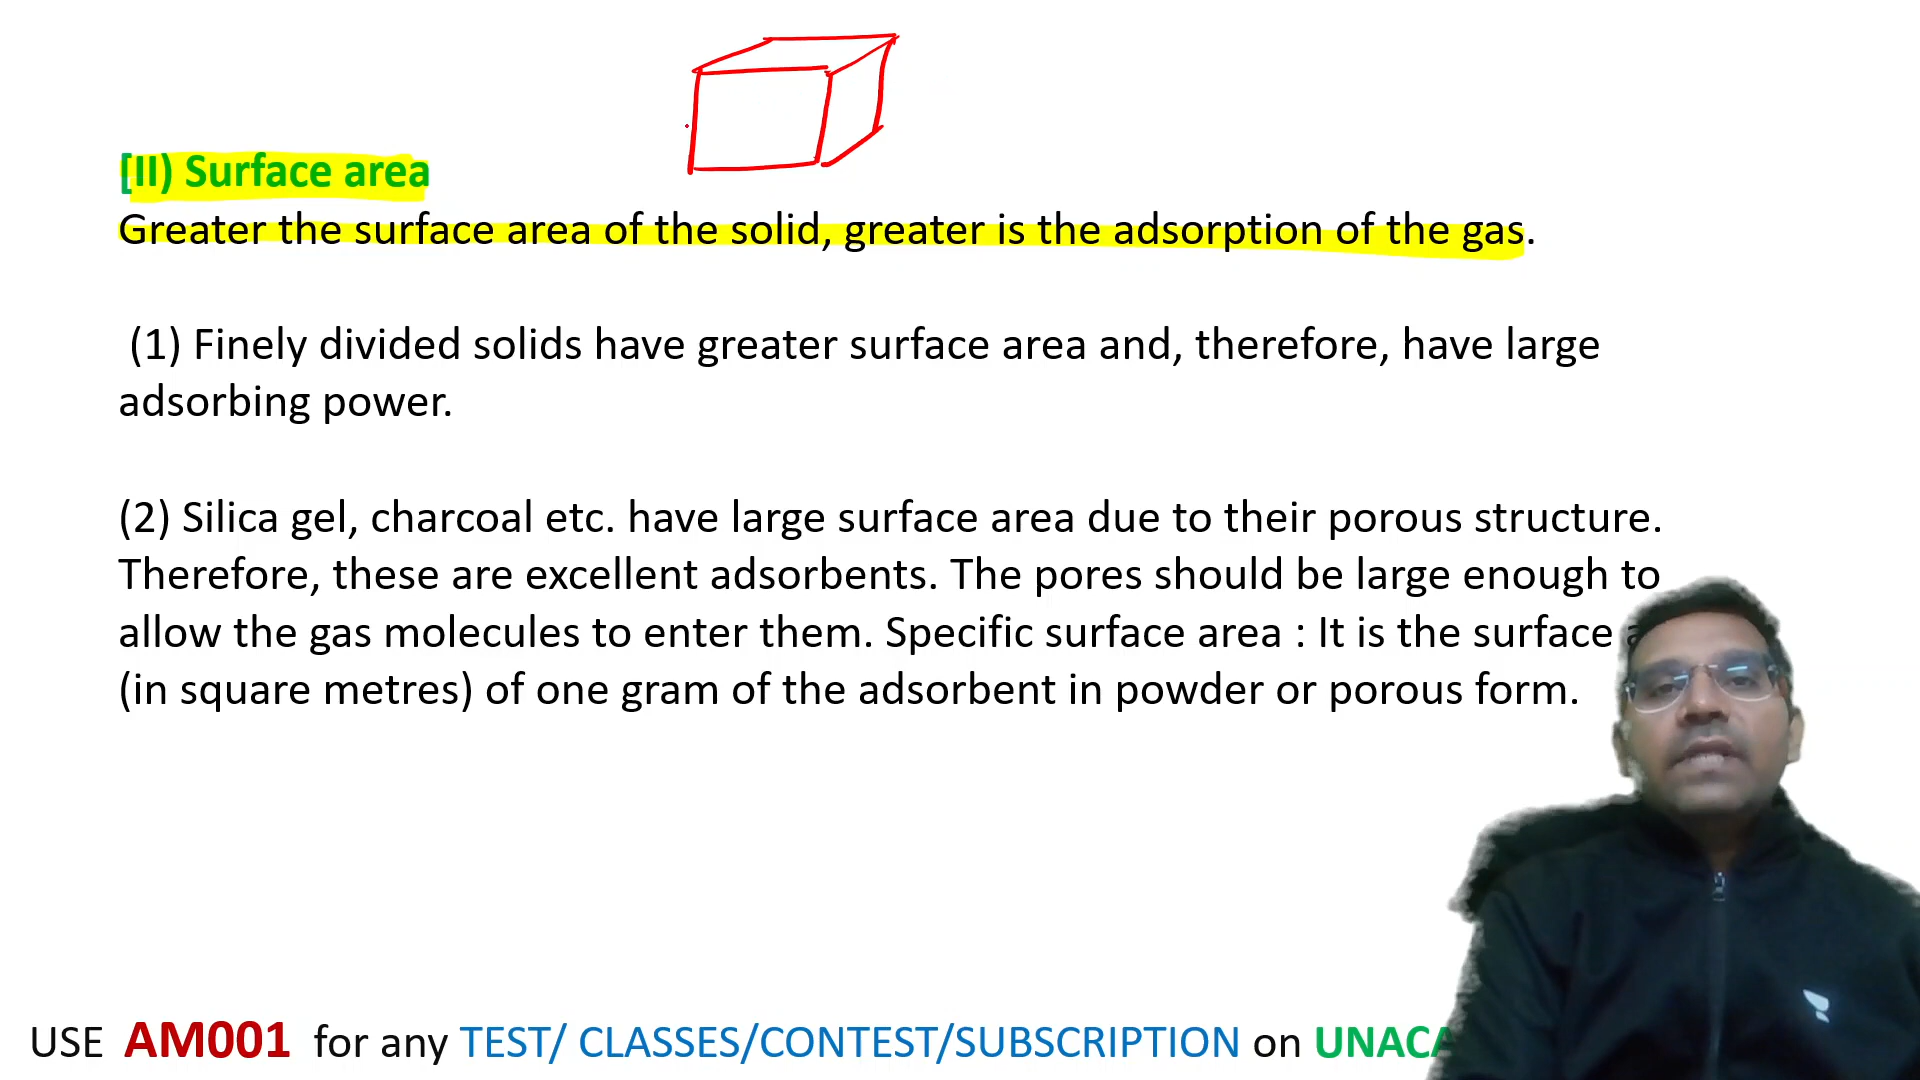 [II) Surface area
Greater the surface area of the solid, greater is the adsorption of the gas.
(1) Finely divided solids have greater surface area and, therefore, have large
adsorbing power.
(2) Silica gel, charcoal etc. have large surface area due to their porous structure.
Therefore, these are excellent adsorbents. The pores should be large enough to
allow the gas molecules to enter them. Specific surface area : It is the surface
(in square metres) of one gram of the adsorbent in powder or porous form.
USE AM001 for any TEST/ CLASSES/CONTEST/SUBSCRIPTION on